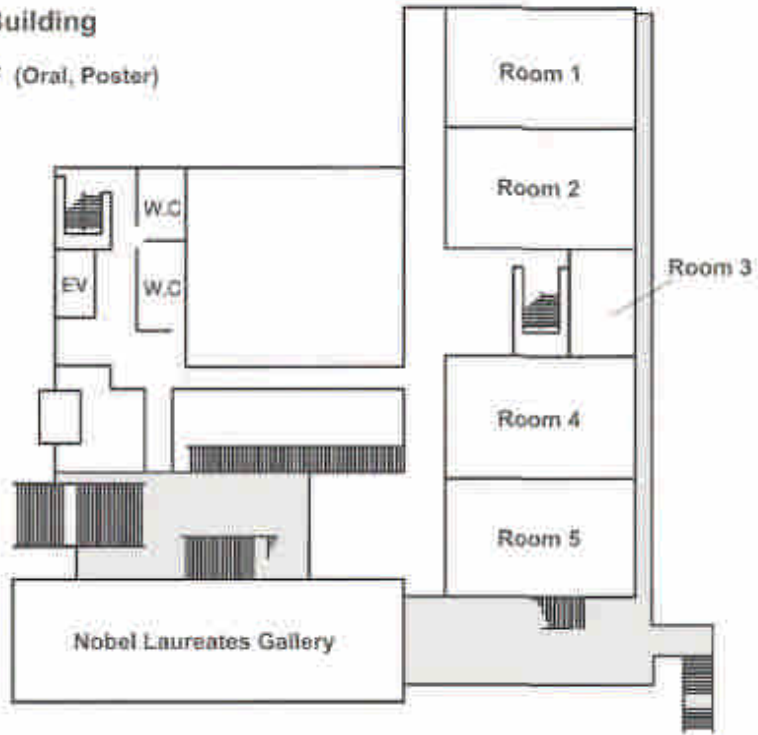 Building
(Oral, Poster)
Room 1
Room 2
W.C
Room 3
EV
W.C
Room 4
Room 5
Nobel Laureates Gallery